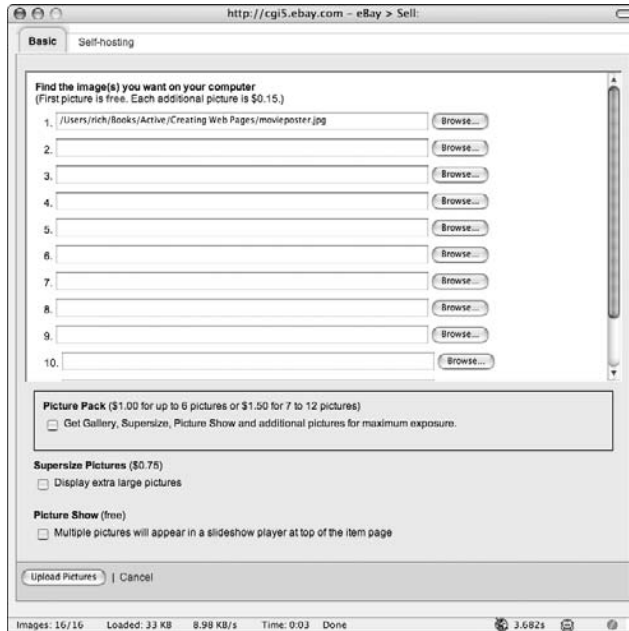 http://cgi5.ebay.com – eBay > Sell:
Basic Self-hosting
Find the image(s) you want on your computer
(First picture is free. Each additional picture is $0.15.)
1. /Users/rich/Books/Active/Creating Web Pages/movieposter.jpg Browse...
2. Browse...
3. Browse...
4. Browse...
5. Browse...
6. Browse...
7. Browse...
8. Browse...
9. Browse...
10. Browse...
Picture Pack ($1.00 for up to 6 pictures or $1.50 for 7 to 12 pictures)
Get Gallery, Supersize, Picture Show and additional pictures for maximum exposure.
Supersize Pictures ($0.75)
Display extra large pictures
Picture Show (free)
Multiple pictures will appear in a slideshow player at top of the item page
Upload Pictures | Cancel
Images: 16/16 Loaded: 33 KB 8.98 KB/s Time: 0:03 Done 3.682s